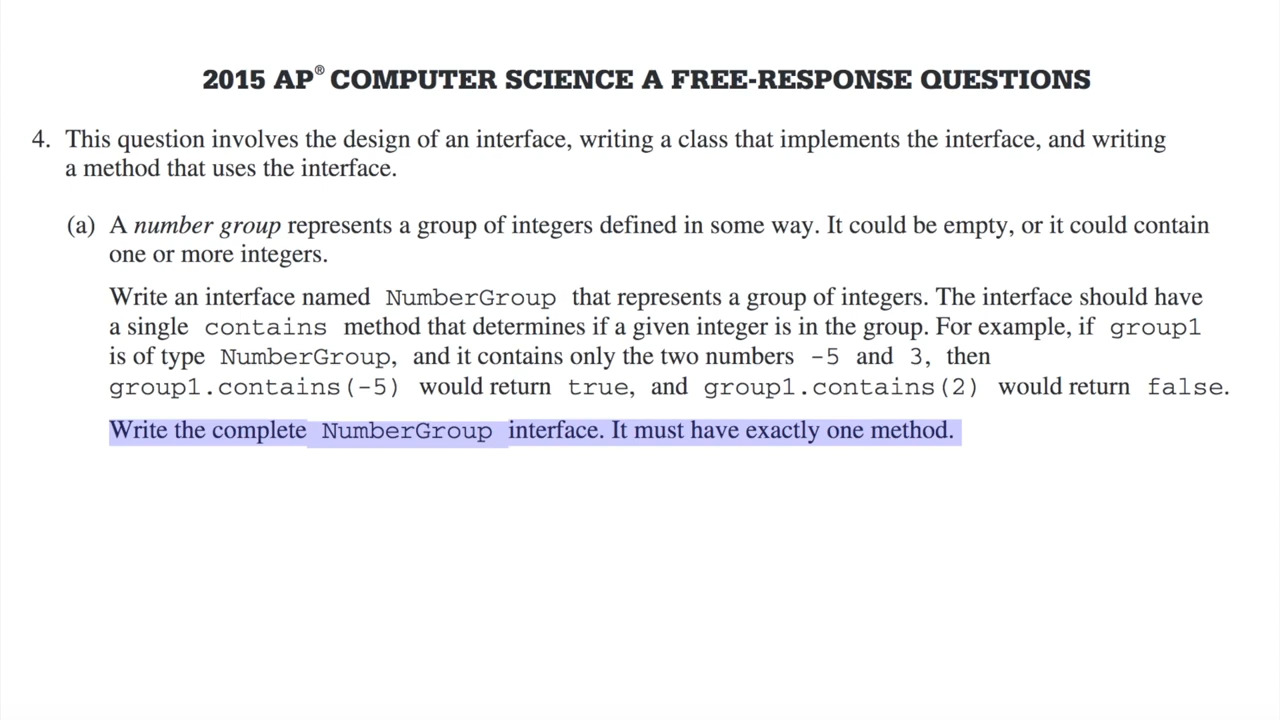 2015 AP® COMPUTER SCIENCE A FREE-RESPONSE QUESTIONS
4. This question involves the design of an interface, writing a class that implements the interface, and writing
a method that uses the interface.
(a) A number group represents a group of integers defined in some way. It could be empty, or it could contain
one or more integers.
Write an interface named NumberGroup that represents a group of integers. The interface should have
a single contains method that determines if a given integer is in the group. For example, if group1
is of type NumberGroup, and it contains only the two numbers -5 and 3, then
group1.contains(-5) would return true, and group1.contains(2) would return false.
Write the complete NumberGroup interface. It must have exactly one method.